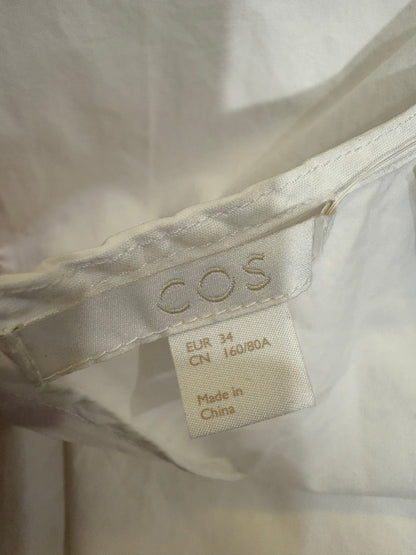 COS
EUR 34
CN 160/80A
Made in
China